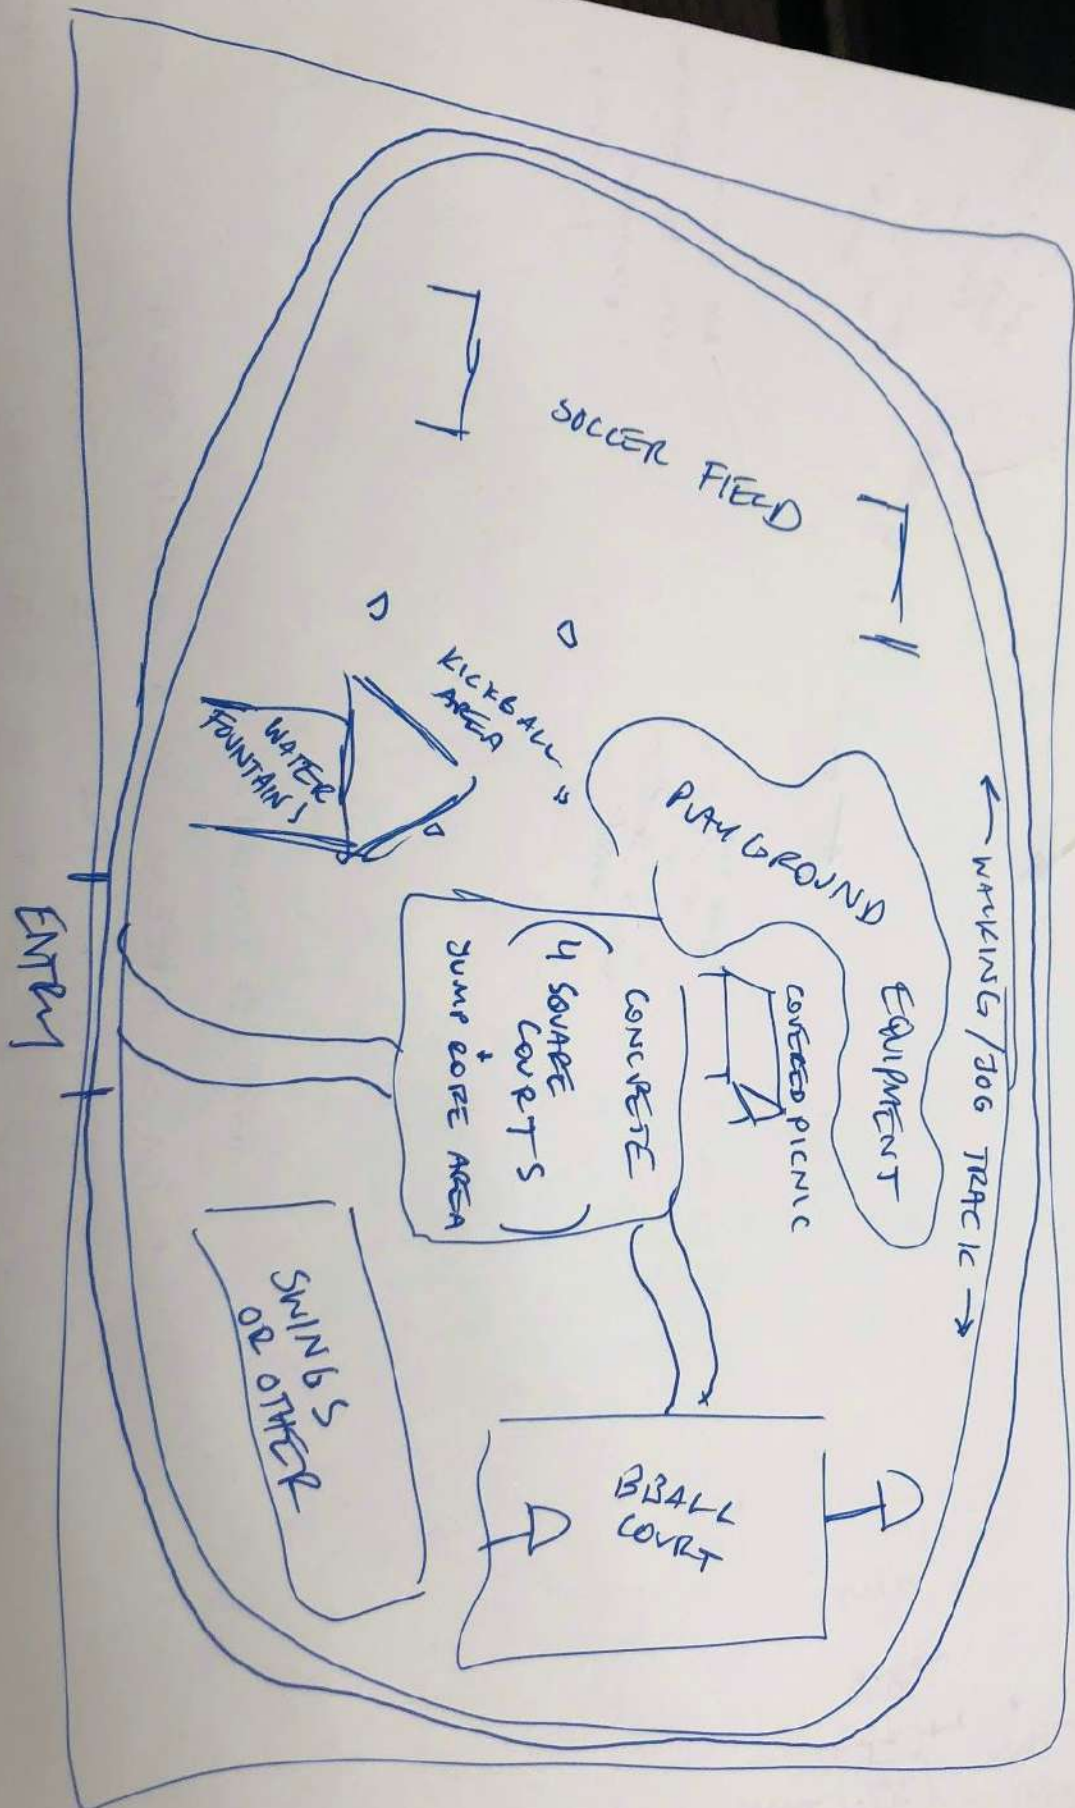 ← WALKING/JOG TRACK →
SOCCER FIELD
PLAYGROUND
EQUIPMENT
COVERED PICNIC
KICKBALL
AREA
WATER
FOUNTAIN!
CONCRETE
(4 SQUARE
COURTS)
+
JUMP ROPE AREA
BBALL
COURT
SWINGS
OR OTHER
ENTRY